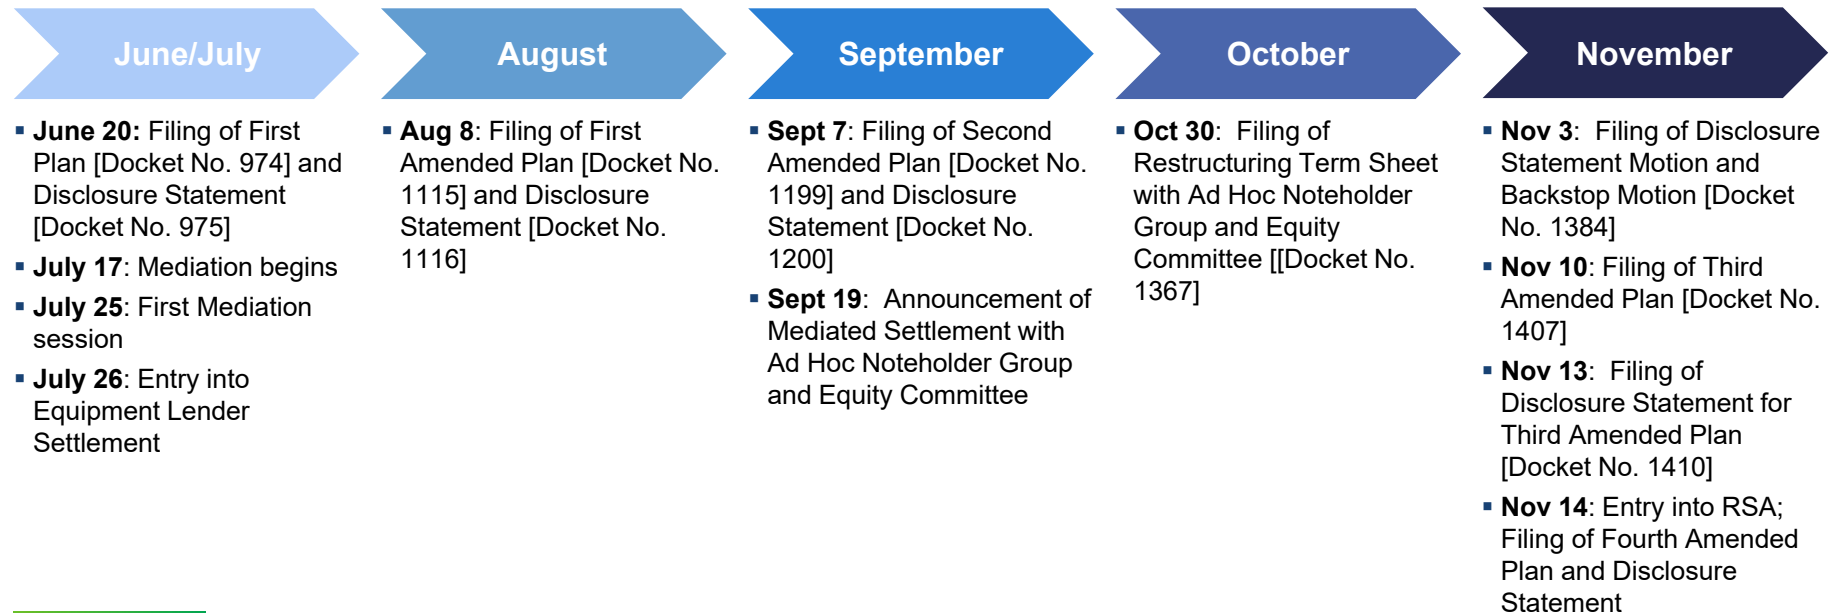 June/July
▪ June 20: Filing of First
Plan [Docket No. 974] and
Disclosure Statement
[Docket No. 975]
▪ July 17: Mediation begins
▪ July 25: First Mediation
session
▪ July 26: Entry into
Equipment Lender
Settlement
August
▪ Aug 8: Filing of First
Amended Plan [Docket No.
1115] and Disclosure
Statement [Docket No.
1116]
September
▪ Sept 7: Filing of Second
Amended Plan [Docket No.
1199] and Disclosure
Statement [Docket No.
1200]
▪ Sept 19:  Announcement of
Mediated Settlement with
Ad Hoc Noteholder Group
and Equity Committee
October
▪ Oct 30:  Filing of
Restructuring Term Sheet
with Ad Hoc Noteholder
Group and Equity
Committee [[Docket No.
1367]
November
▪ Nov 3:  Filing of Disclosure
Statement Motion and
Backstop Motion [Docket
No. 1384]
▪ Nov 10: Filing of Third
Amended Plan [Docket No.
1407]
▪ Nov 13:  Filing of
Disclosure Statement for
Third Amended Plan
[Docket No. 1410]
▪ Nov 14: Entry into RSA;
Filing of Fourth Amended
Plan and Disclosure
Statement